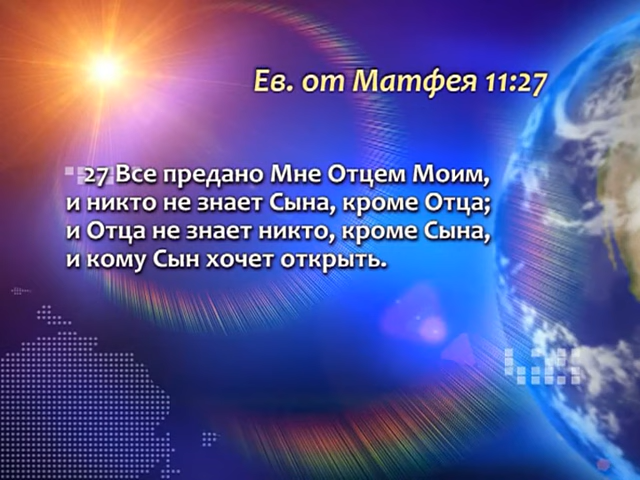 Ев. от Матфея 11:27
27 Все предано Мне Отцем Моим,
и никто не знает Сына, кроме Отца;
и Отца не знает никто, кроме Сына,
и кому Сын хочет открыть.